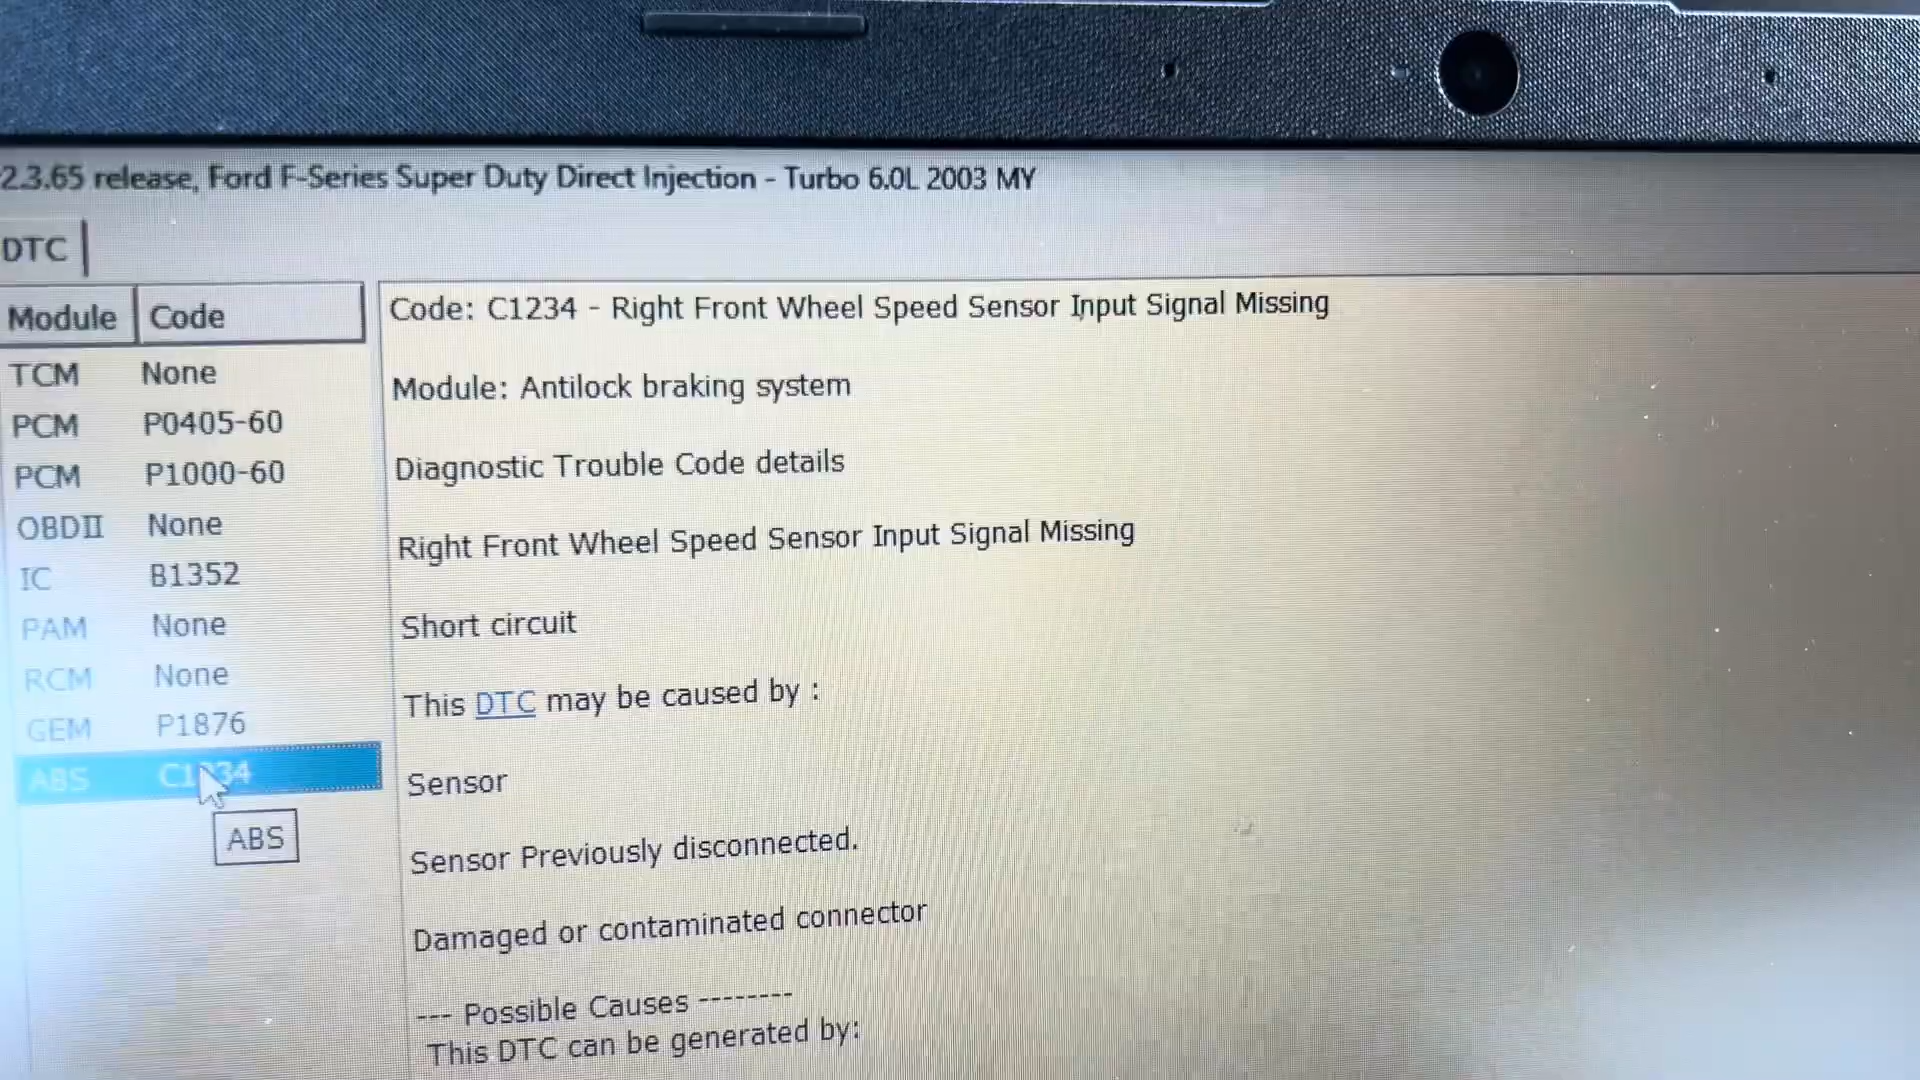 2.3.65 release, Ford F-Series Super Duty Direct Injection - Turbo 6.0L 2003 MY
DTC
Module Code
TCM None
PCM P0405-60
PCM P1000-60
OBDII None
IC B1352
PAM None
RCM None
GEM P1876
ABS C1234
ABS
Code: C1234 - Right Front Wheel Speed Sensor Input Signal Missing
Module: Antilock braking system
Diagnostic Trouble Code details
Right Front Wheel Speed Sensor Input Signal Missing
Short circuit
This DTC may be caused by :
Sensor
Sensor Previously disconnected.
Damaged or contaminated connector
--- Possible Causes --------
This DTC can be generated by: